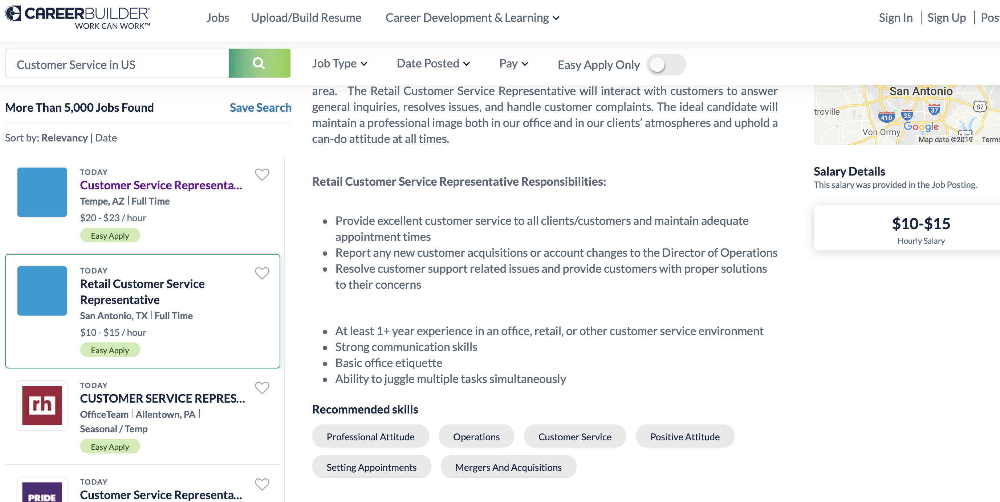 CAREERBUILDER®
WORK CAN WORK™
Jobs
Upload/Build Resume
Career Development & Learning
Sign In | Sign Up |
Customer Service in US
Job Type
Date Posted
Pay
Easy Apply Only
More Than 5,000 Jobs Found
Save Search
Sort by: Relevancy | Date
TODAY
Customer Service Representa...
Tempe, AZ | Full Time
$20 - $23 / hour
Easy Apply
TODAY
Retail Customer Service
Representative
San Antonio, TX | Full Time
$10 - $15 / hour
Easy Apply
rh
TODAY
CUSTOMER SERVICE REPRES...
OfficeTeam | Allentown, PA |
Seasonal / Temp
Easy Apply
PRIDE
TODAY
Customer Service Representa...
area. The Retail Customer Service Representative will interact with customers to answer
general inquiries, resolves issues, and handle customer complaints. The ideal candidate will
maintain a professional image both in our office and in our clients’ atmospheres and uphold a
can-do attitude at all times.
Retail Customer Service Representative Responsibilities:
• Provide excellent customer service to all clients/customers and maintain adequate
appointment times
• Report any new customer acquisitions or account changes to the Director of Operations
• Resolve customer support related issues and provide customers with proper solutions
to their concerns
• At least 1+ year experience in an office, retail, or other customer service environment
• Strong communication skills
• Basic office etiquette
• Ability to juggle multiple tasks simultaneously
Recommended skills
Professional Attitude
Operations
Customer Service
Positive Attitude
Setting Appointments
Mergers And Acquisitions
San Antonio
87
troville
37
410
35
Google
Von Ormy
Map data ©2019 Terms
Salary Details
This salary was provided in the Job Posting.
$10-$15
Hourly Salary